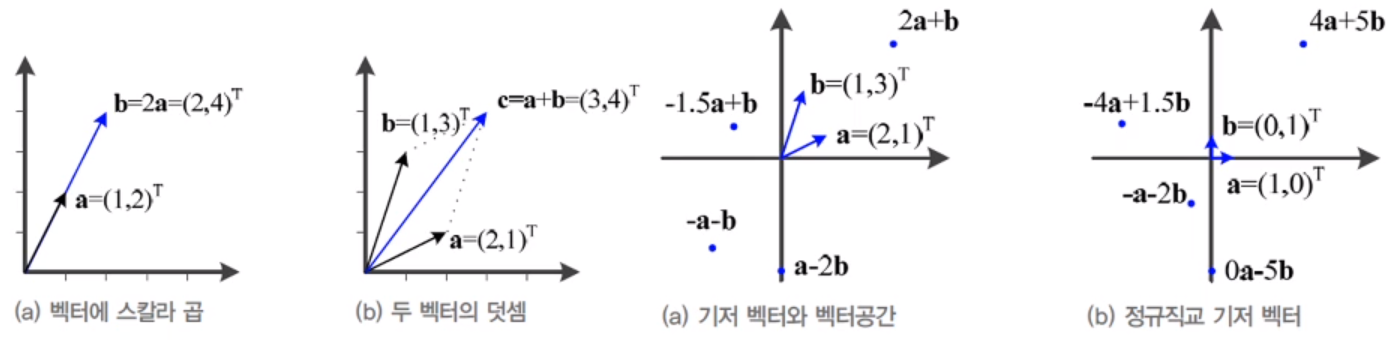 b=2a=(2,4)ᵀ
a=(1,2)ᵀ
(a) 벡터에 스칼라 곱
c=a+b=(3,4)ᵀ
b=(1,3)ᵀ
a=(2,1)ᵀ
(b) 두 벡터의 덧셈
2a+b
b=(1,3)ᵀ
-1.5a+b
a=(2,1)ᵀ
-a-b
a-2b
(a) 기저 벡터와 벡터공간
4a+5b
-4a+1.5b
b=(0,1)ᵀ
a=(1,0)ᵀ
-a-2b
0a-5b
(b) 정규직교 기저 벡터